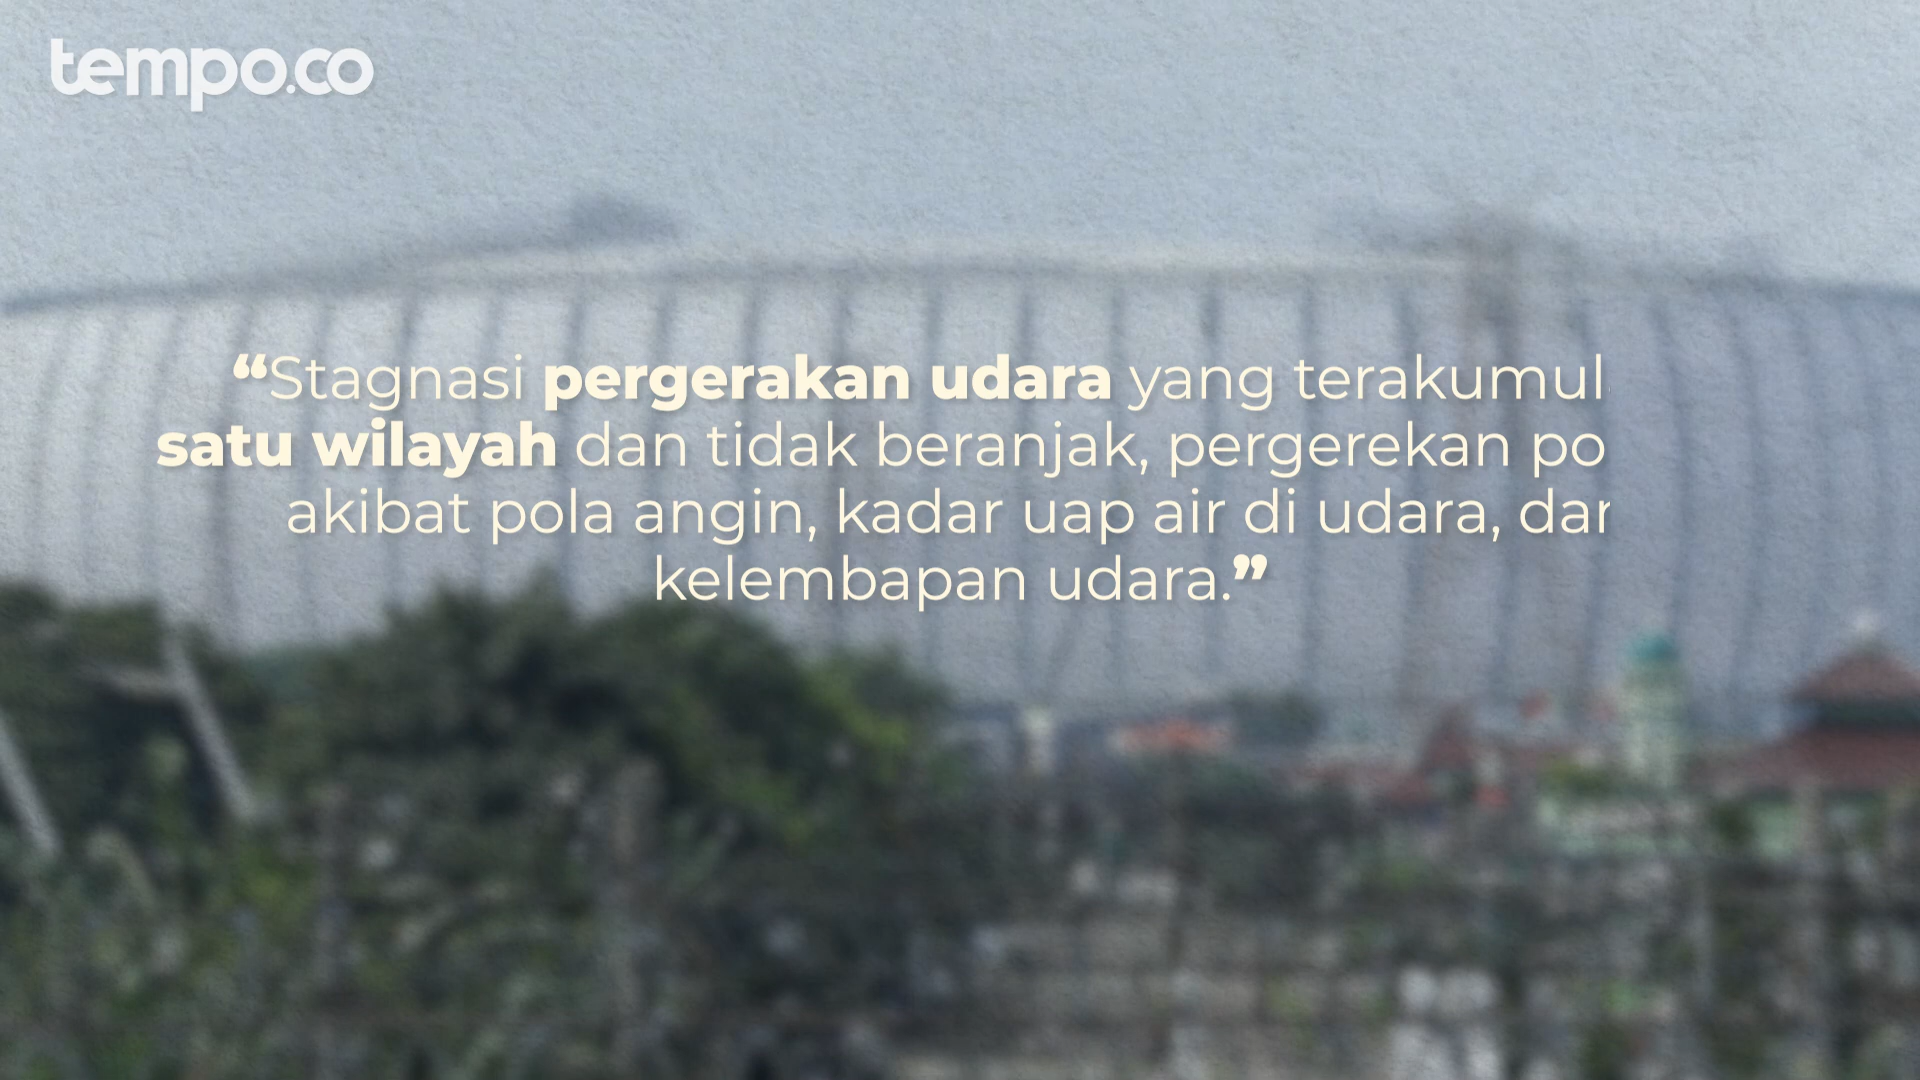 tempo.co
“Stagnasi pergerakan udara yang terakumul
satu wilayah dan tidak beranjak, pergerekan po
akibat pola angin, kadar uap air di udara, dan
kelembapan udara.”